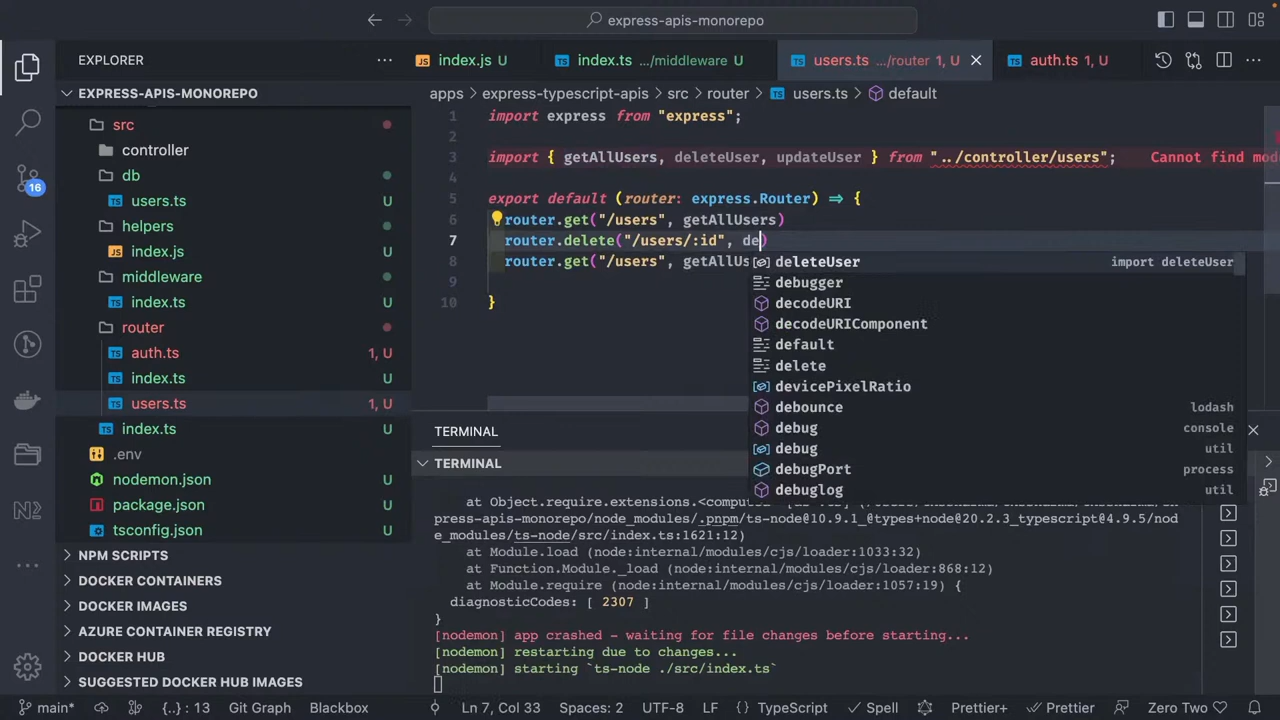 express-apis-monorepo
EXPLORER
index.js U
index.ts .../middleware U
users.ts .../router 1, U
auth.ts 1, U
EXPRESS-APIS-MONOREPO
src
controller
db
users.ts U
helpers
index.js U
middleware
index.ts U
router
auth.ts 1, U
index.ts U
users.ts 1, U
index.ts U
.env
nodemon.json U
package.json U
tsconfig.json U
NPM SCRIPTS
DOCKER CONTAINERS
DOCKER IMAGES
AZURE CONTAINER REGISTRY
DOCKER HUB
SUGGESTED DOCKER HUB IMAGES
16
apps > express-typescript-apis > src > router > users.ts > default
1 import express from "express";
2
3 import { getAllUsers, deleteUser, updateUser } from "../controller/users"; Cannot find mod
4
5 export default (router: express.Router) => {
6 router.get("/users", getAllUsers)
7 router.delete("/users/:id", de)
8 router.get("/users", getAllUs
9
10 }
deleteUser import deleteUser
debugger
decodeURI
decodeURIComponent
default
delete
devicePixelRatio
debounce lodash
debug console
debug util
debugPort process
debuglog util
TERMINAL
TERMINAL
press-apis-monorepo/node_modules/.pnpm/ts-node@10.9.1_@types+node@20.2.3_typescript@4.9.5/nod
e_modules/ts-node/src/index.ts:1621:12)
at Module.load (node:internal/modules/cjs/loader:1033:32)
at Function.Module._load (node:internal/modules/cjs/loader:868:12)
at Module.require (node:internal/modules/cjs/loader:1057:19) {
diagnosticCodes: [ 2307 ]
}
[nodemon] app crashed - waiting for file changes before starting...
[nodemon] restarting due to changes...
[nodemon] starting `ts-node ./src/index.ts`
main* {..} : 13 Git Graph Blackbox Ln 7, Col 33 Spaces: 2 UTF-8 LF {} TypeScript Spell Prettier+ Prettier Zero Two